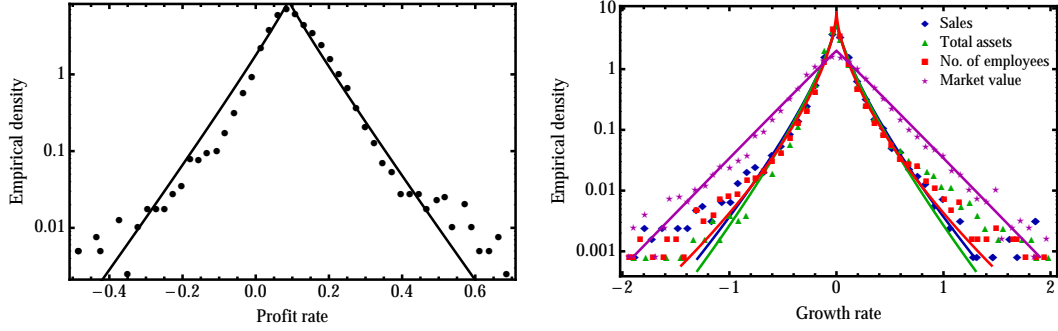 Empirical density
1
0.1
0.01
−0.4 −0.2 0.0 0.2 0.4 0.6
Profit rate
Empirical density
10
1
0.1
0.01
0.001
−2 −1 0 1 2
Growth rate
Sales
Total assets
No. of employees
Market value